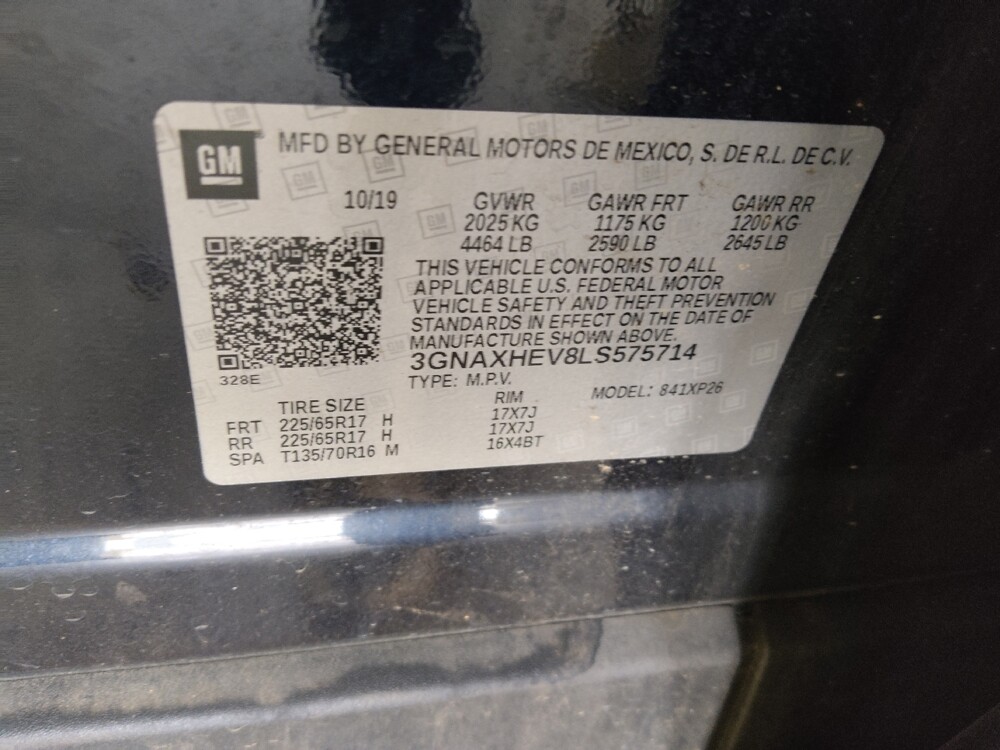 GM
MFD BY GENERAL MOTORS DE MEXICO, S. DE R.L. DE C.V.
10/19 GVWR GAWR FRT GAWR RR
2025 KG 1175 KG 1200 KG
4464 LB 2590 LB 2645 LB
THIS VEHICLE CONFORMS TO ALL
APPLICABLE U.S. FEDERAL MOTOR
VEHICLE SAFETY AND THEFT PREVENTION
STANDARDS IN EFFECT ON THE DATE OF
MANUFACTURE SHOWN ABOVE.
3GNAXHEV8LS575714
328E
TYPE: M.P.V. MODEL: 841XP26
TIRE SIZE RIM
FRT 225/65R17 H 17X7J
RR 225/65R17 H 17X7J
SPA T135/70R16 M 16X4BT